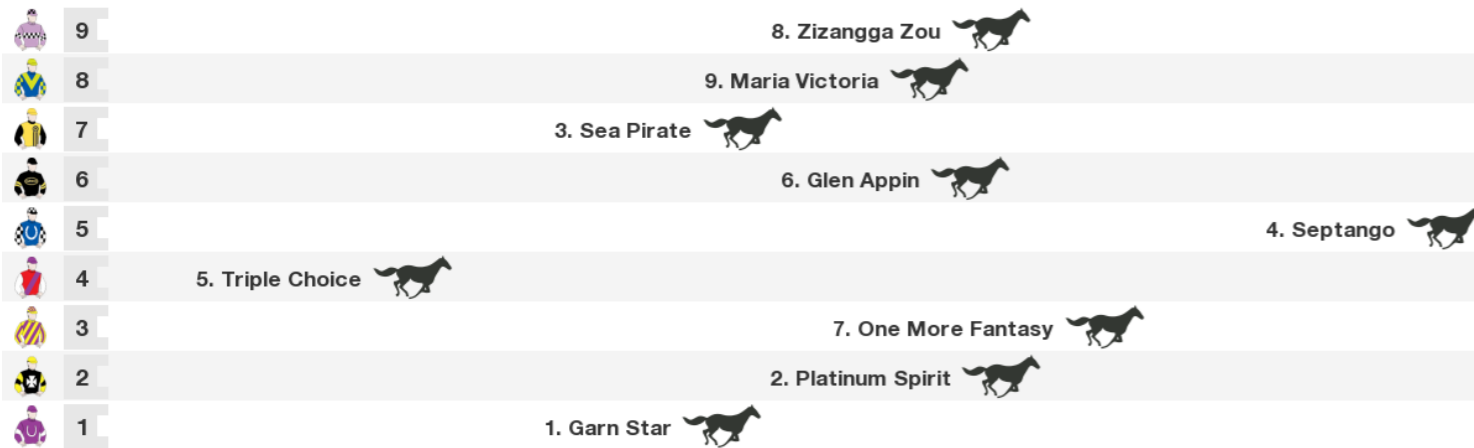 9 8. Zizangga Zou
8 9. Maria Victoria
7 3. Sea Pirate
6 6. Glen Appin
5 4. Septango
4 5. Triple Choice
3 7. One More Fantasy
2 2. Platinum Spirit
1 1. Garn Star